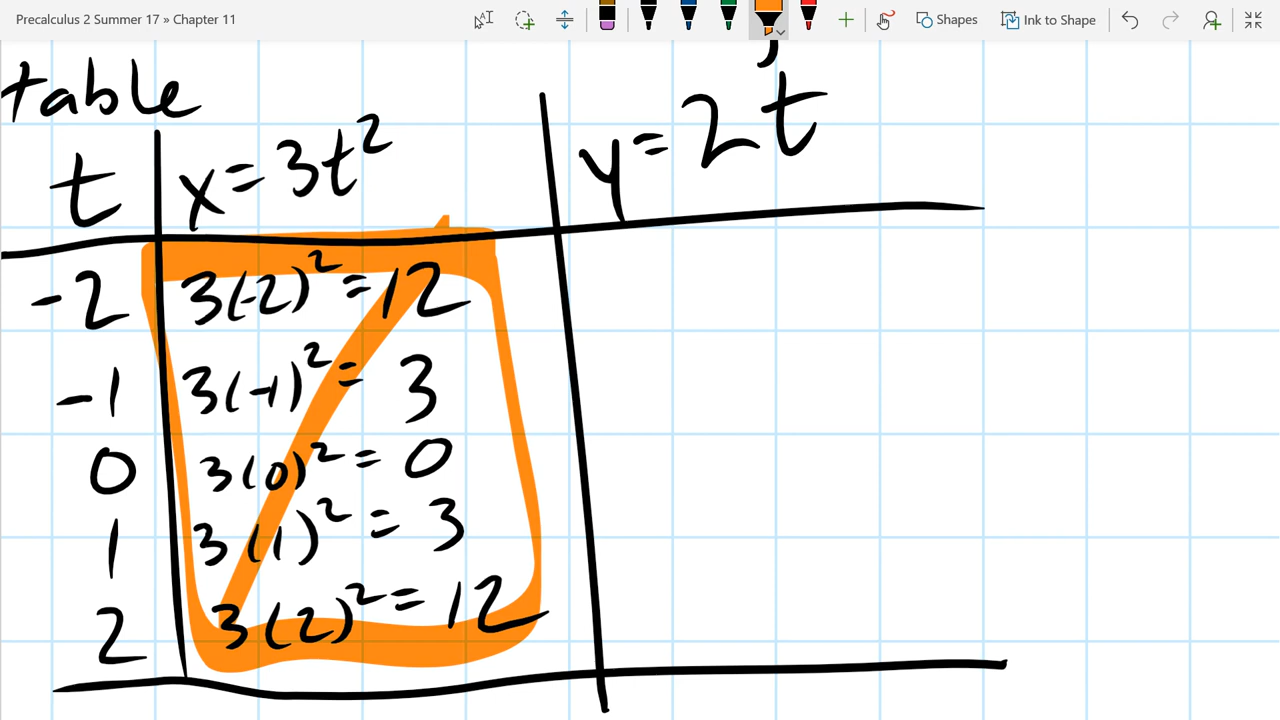 Precalculus 2 Summer 17 » Chapter 11
Shapes
Ink to Shape
table
t x = 3t² y = 2t
-2 3(-2)² = 12
-1 3(-1)² = 3
0 3(0)² = 0
1 3(1)² = 3
2 3(2)² = 12